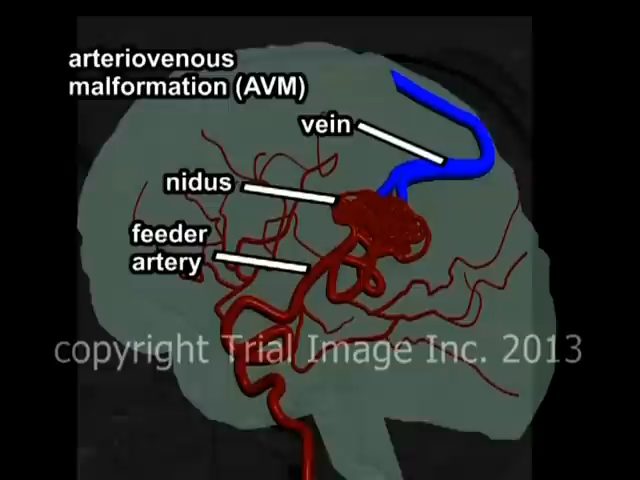 arteriovenous
malformation (AVM)
vein
nidus
feeder
artery
copyright Trial Image Inc. 2013